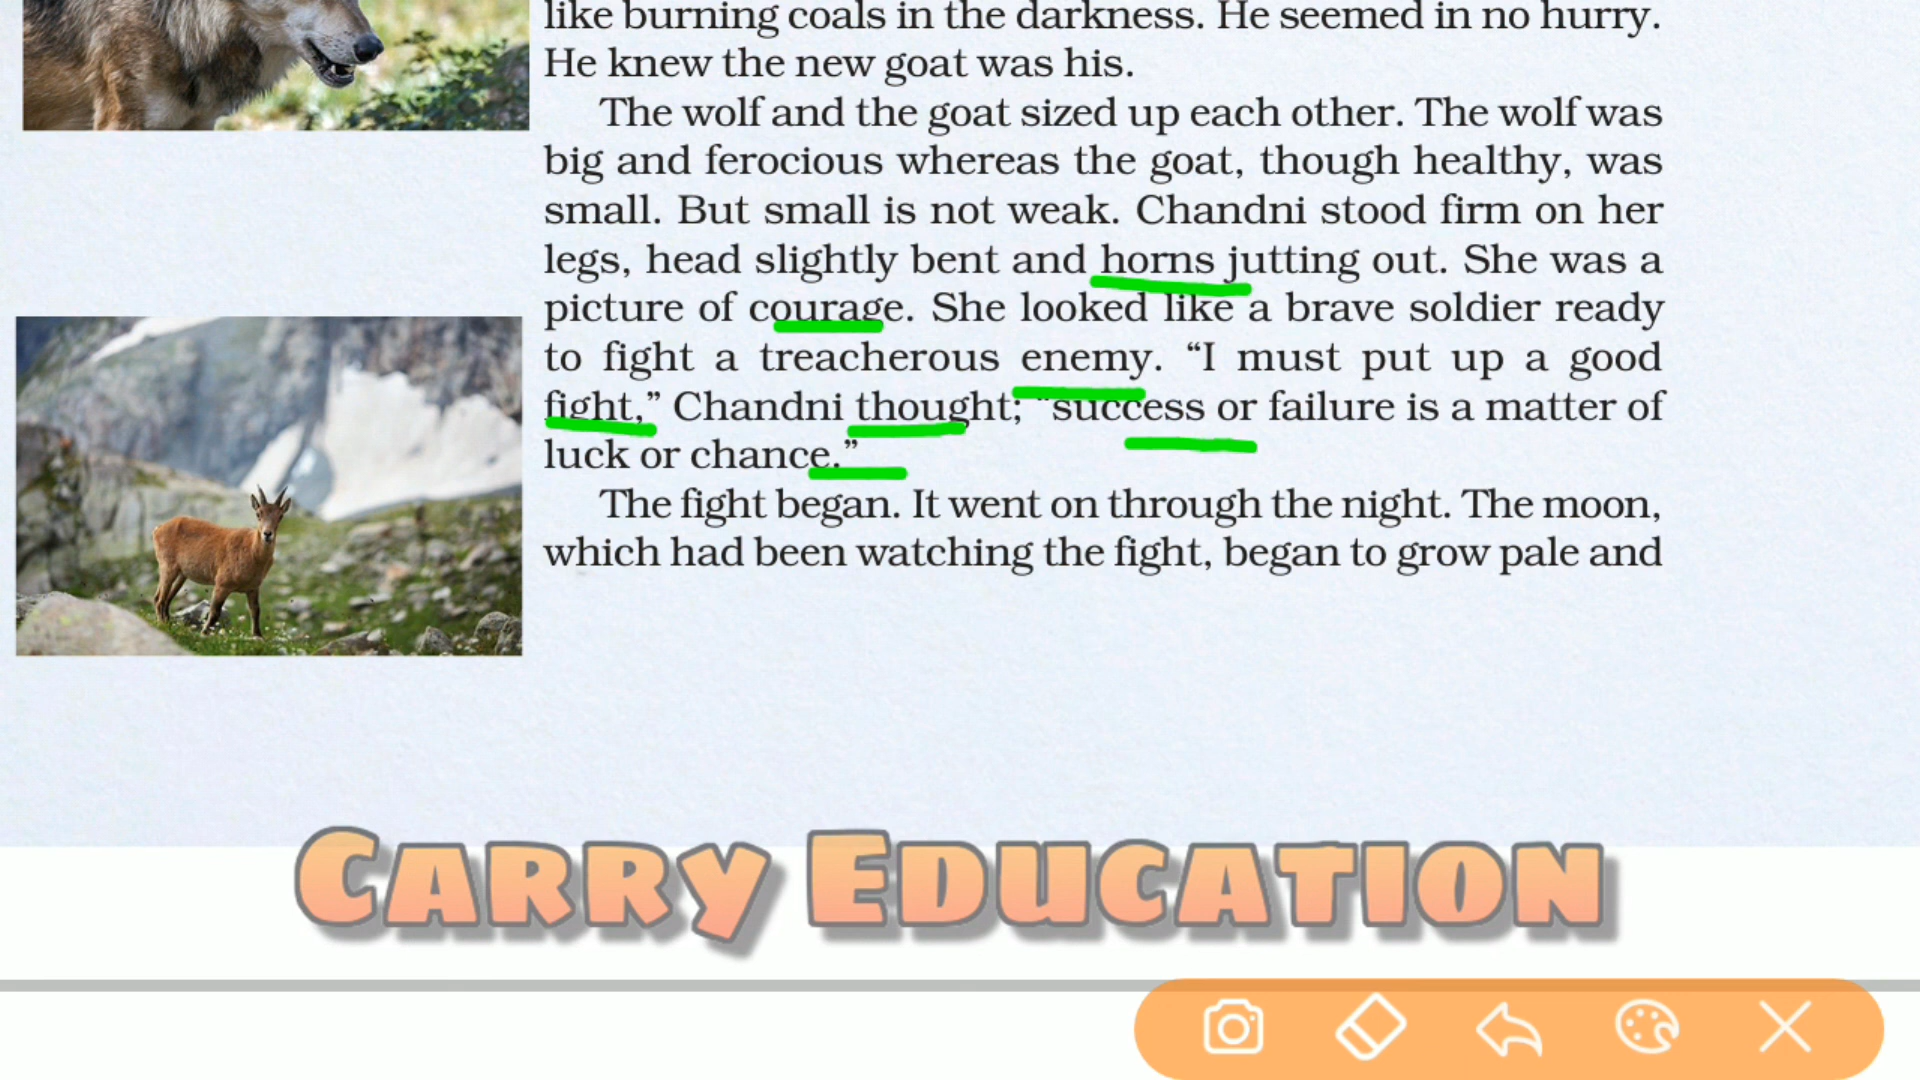 like burning coals in the darkness. He seemed in no hurry.
He knew the new goat was his.
The wolf and the goat sized up each other. The wolf was
big and ferocious whereas the goat, though healthy, was
small. But small is not weak. Chandni stood firm on her
legs, head slightly bent and horns jutting out. She was a
picture of courage. She looked like a brave soldier ready
to fight a treacherous enemy. “I must put up a good
fight,” Chandni thought; “success or failure is a matter of
luck or chance.”
The fight began. It went on through the night. The moon,
which had been watching the fight, began to grow pale and
CARRY EDUCATION